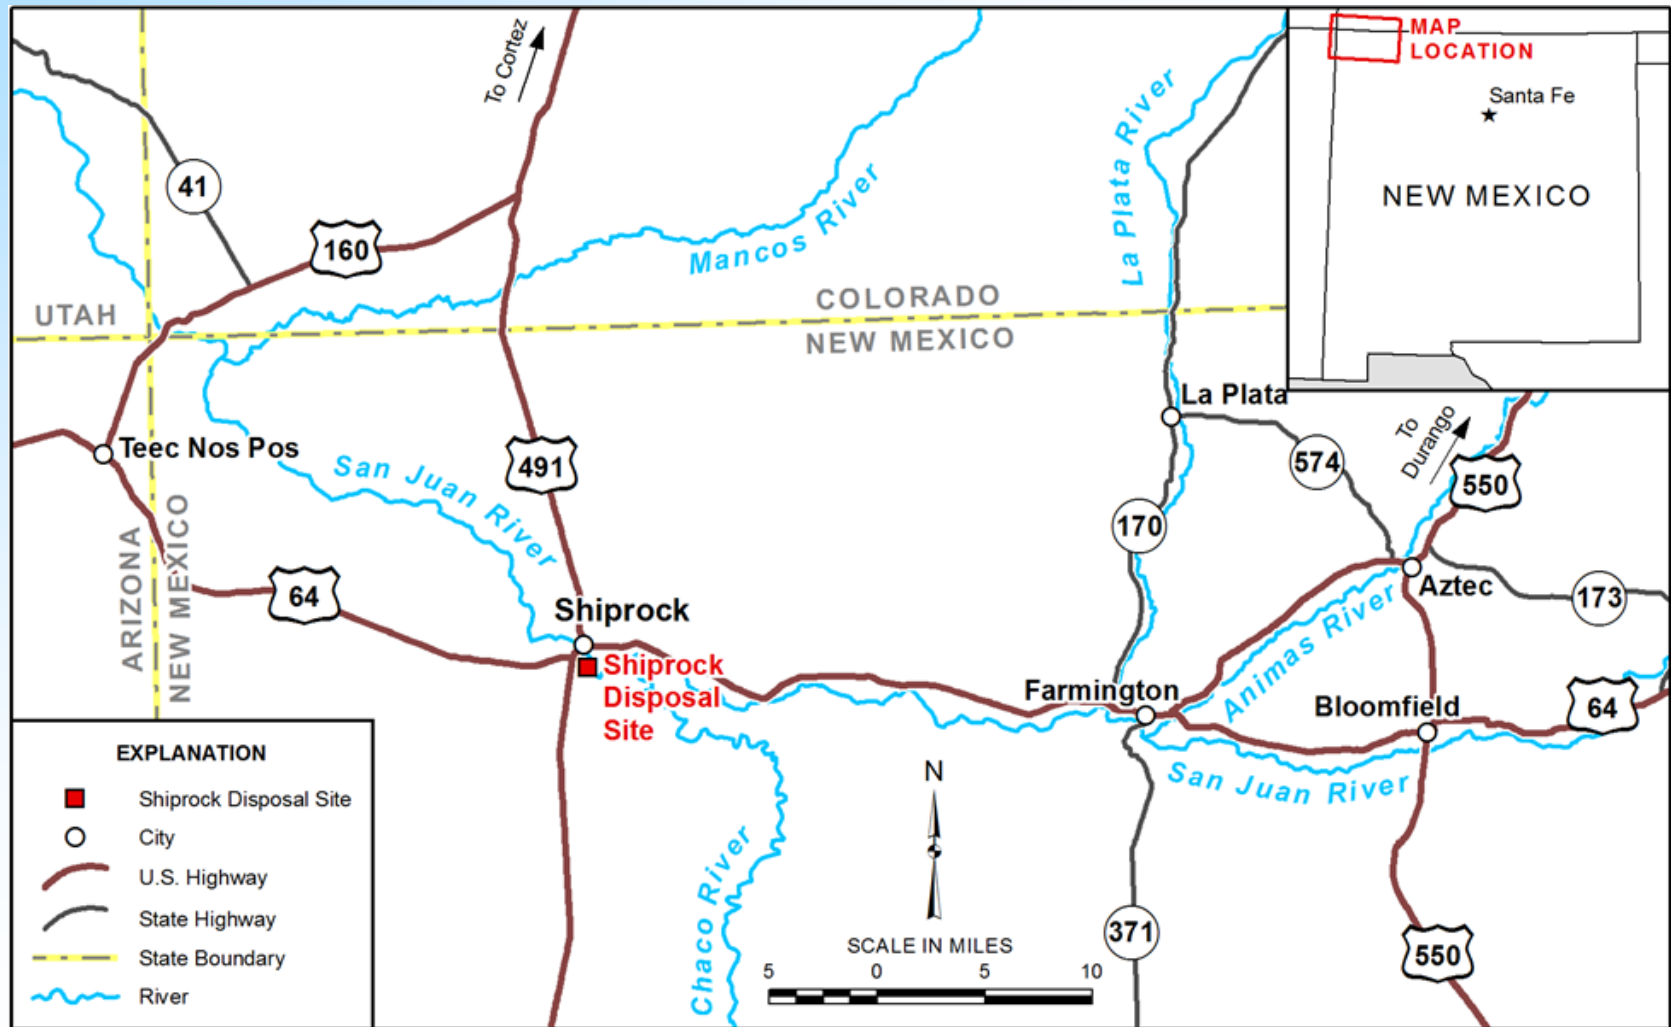 To Cortez
41
160
Mancos River
La Plata River
MAP
LOCATION
Santa Fe
NEW MEXICO
UTAH
COLORADO
NEW MEXICO
La Plata
To
Durango
Teec Nos Pos
San Juan River
491
574
550
170
ARIZONA
NEW MEXICO
64
Shiprock
Aztec
173
Shiprock
Disposal
Site
Farmington
Animas River
Bloomfield
64
San Juan River
EXPLANATION
Shiprock Disposal Site
City
U.S. Highway
State Highway
State Boundary
River
Chaco River
N
SCALE IN MILES
5 0 5 10
371
550